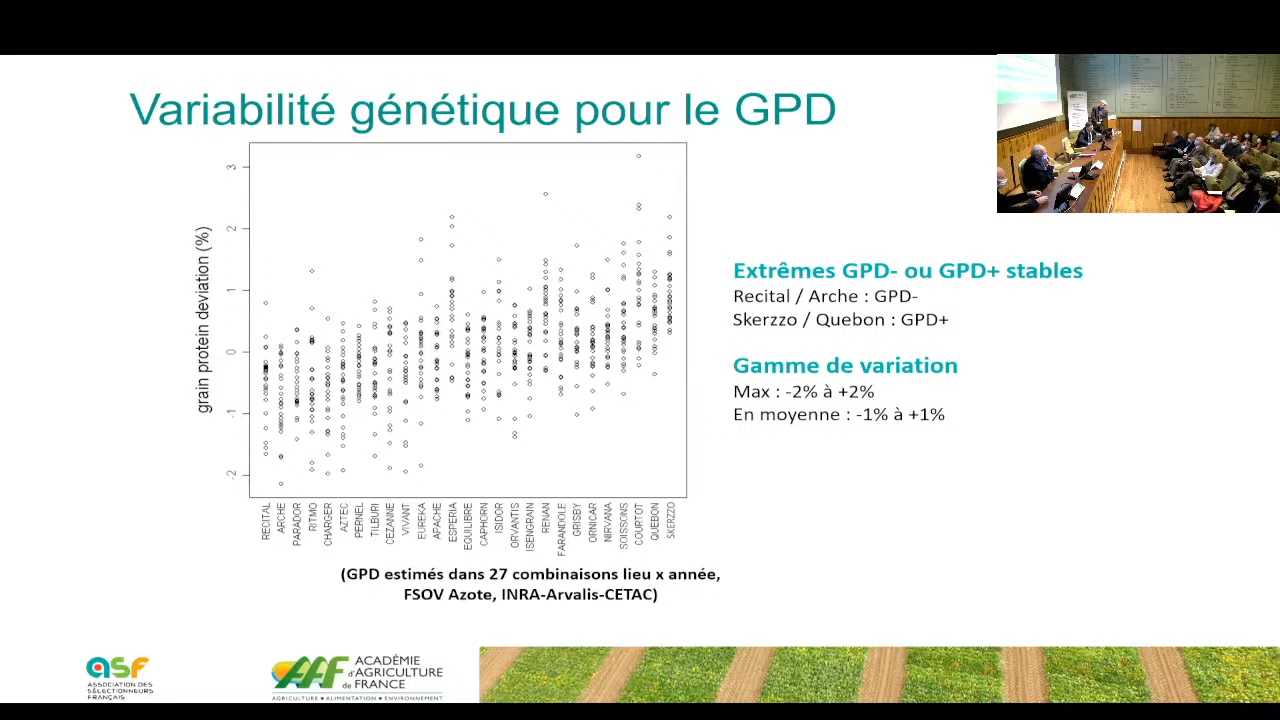 Variabilité génétique pour le GPD
grain protein deviation (%)
3
2
1
0
-1
-2
RECITAL
ARCHE
PARADOR
RITMO
CHARGER
AZTEC
PERNEL
TILBURI
CEZANNE
VIVANT
EUREKA
APACHE
ESPERIA
EQUILIBRE
CAPHORN
ISIDOR
ORVANTIS
ISENGRAIN
RENAN
FARANDOLE
GRISBY
ORNICAR
NIRVANA
SOISSONS
COURTOT
QUEBON
SKERZZO
(GPD estimés dans 27 combinaisons lieu x année,
FSOV Azote, INRA-Arvalis-CETAC)
Extrêmes GPD- ou GPD+ stables
Recital / Arche : GPD-
Skerzzo / Quebon : GPD+
Gamme de variation
Max : -2% à +2%
En moyenne : -1% à +1%
asf
ASSOCIATION DES
SÉLECTIONNEURS
FRANÇAIS
AAF
ACADÉMIE
d'AGRICULTURE
de FRANCE
AGRICULTURE ■ ALIMENTATION ■ ENVIRONNEMENT